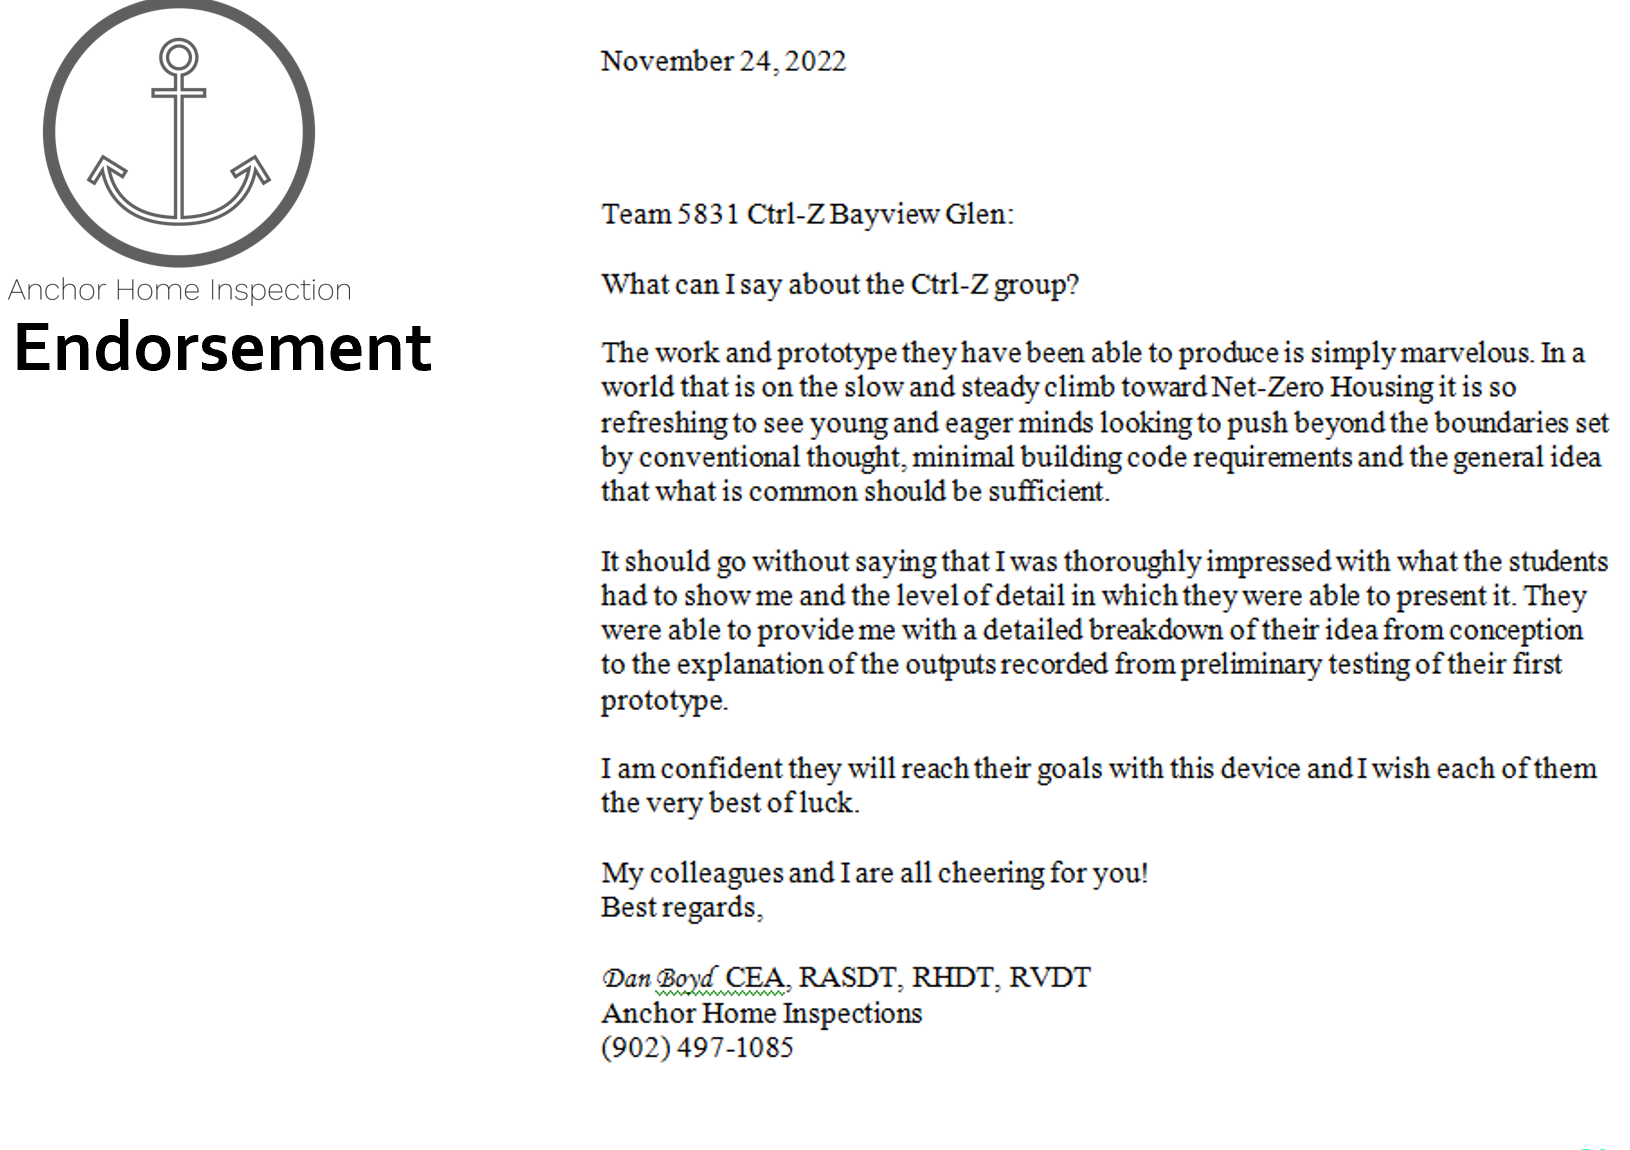 Anchor Home Inspection
Endorsement
November 24, 2022
Team 5831 Ctrl-Z Bayview Glen:
What can I say about the Ctrl-Z group?
The work and prototype they have been able to produce is simply marvelous. In a
world that is on the slow and steady climb toward Net-Zero Housing it is so
refreshing to see young and eager minds looking to push beyond the boundaries set
by conventional thought, minimal building code requirements and the general idea
that what is common should be sufficient.
It should go without saying that I was thoroughly impressed with what the students
had to show me and the level of detail in which they were able to present it. They
were able to provide me with a detailed breakdown of their idea from conception
to the explanation of the outputs recorded from preliminary testing of their first
prototype.
I am confident they will reach their goals with this device and I wish each of them
the very best of luck.
My colleagues and I are all cheering for you!
Best regards,
Dan Boyd CEA, RASDT, RHDT, RVDT
Anchor Home Inspections
(902) 497-1085